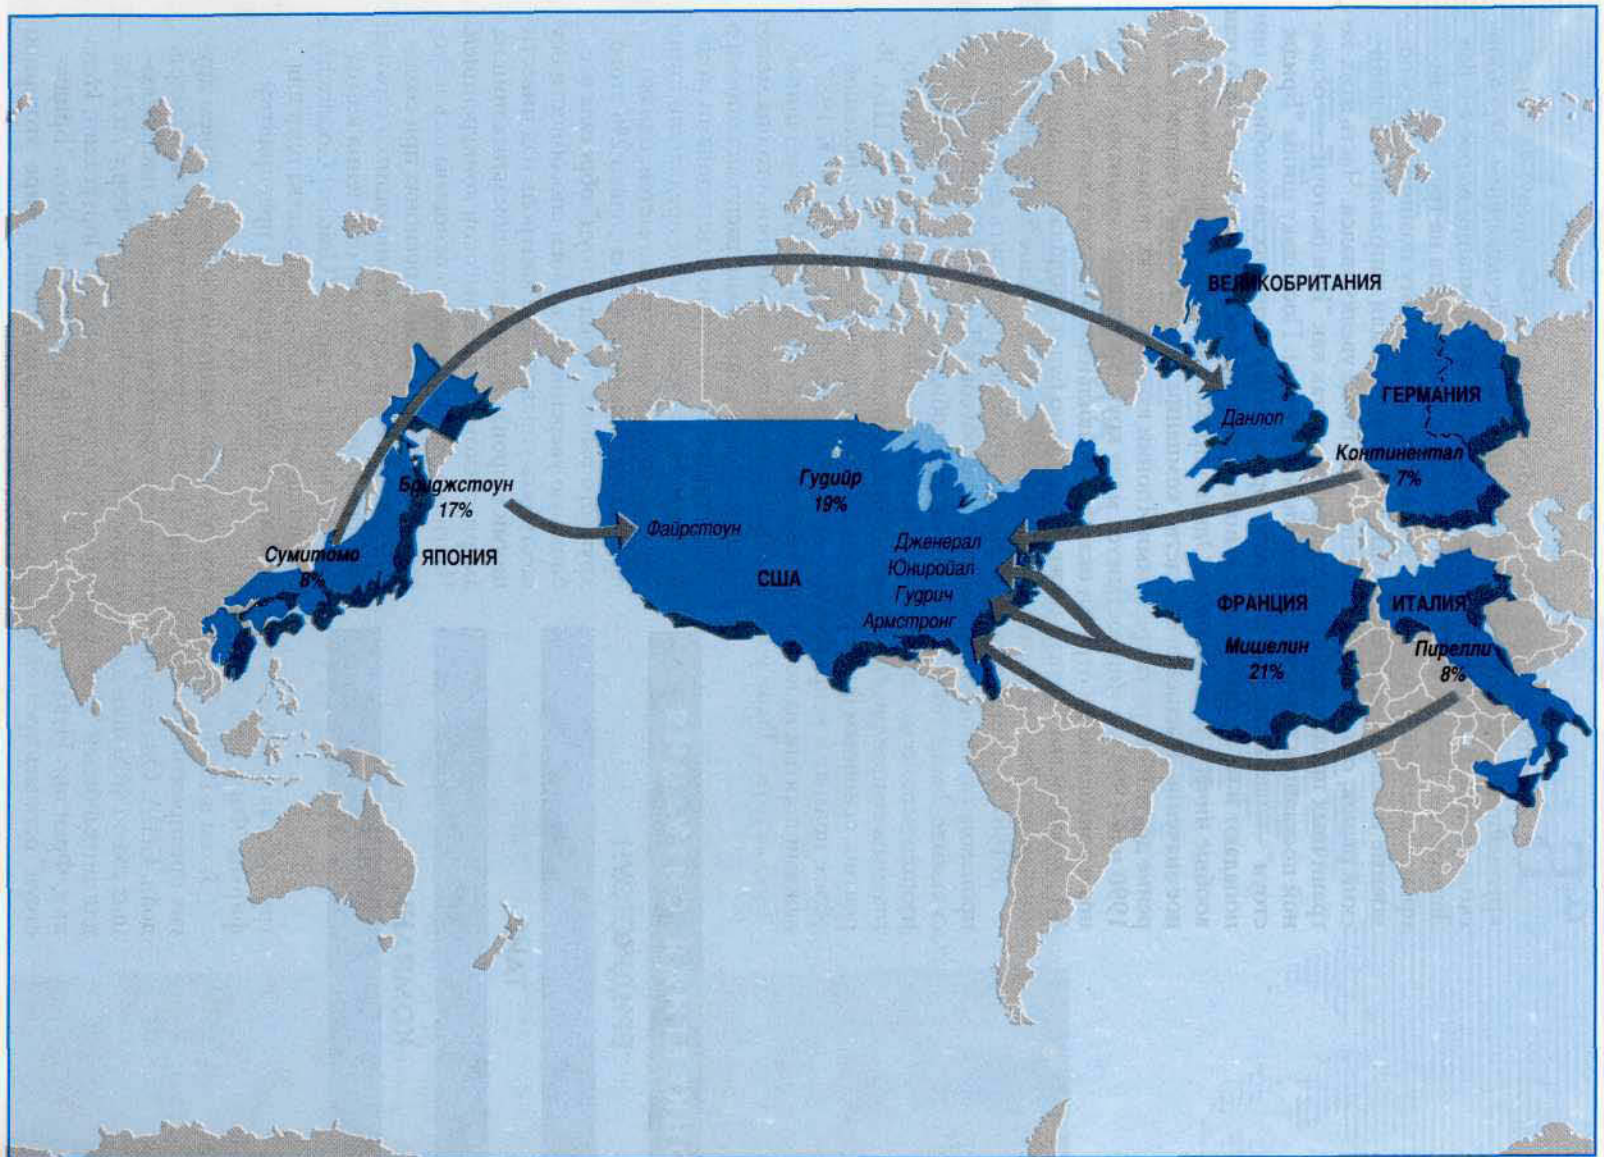 ВЕЛИКОБРИТАНИЯ
Данлоп
ГЕРМАНИЯ
Континентал
7%
Бриджстоун
17%
Сумитомо
8%
ЯПОНИЯ
Гудийр
19%
Файрстоун
США
Дженерал
Юниройал
Гудрич
Армстронг
ФРАНЦИЯ
Мишелин
21%
ИТАЛИЯ
Пирелли
8%